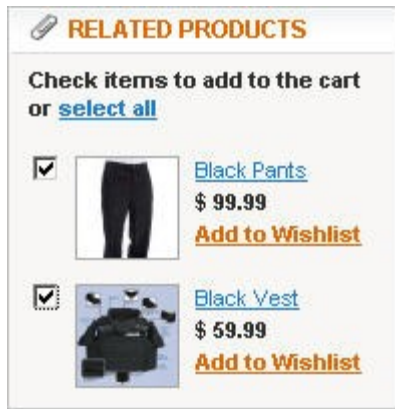 RELATED PRODUCTS
Check items to add to the cart
or select all
Black Pants
$ 99.99
Add to Wishlist
Black Vest
$ 59.99
Add to Wishlist